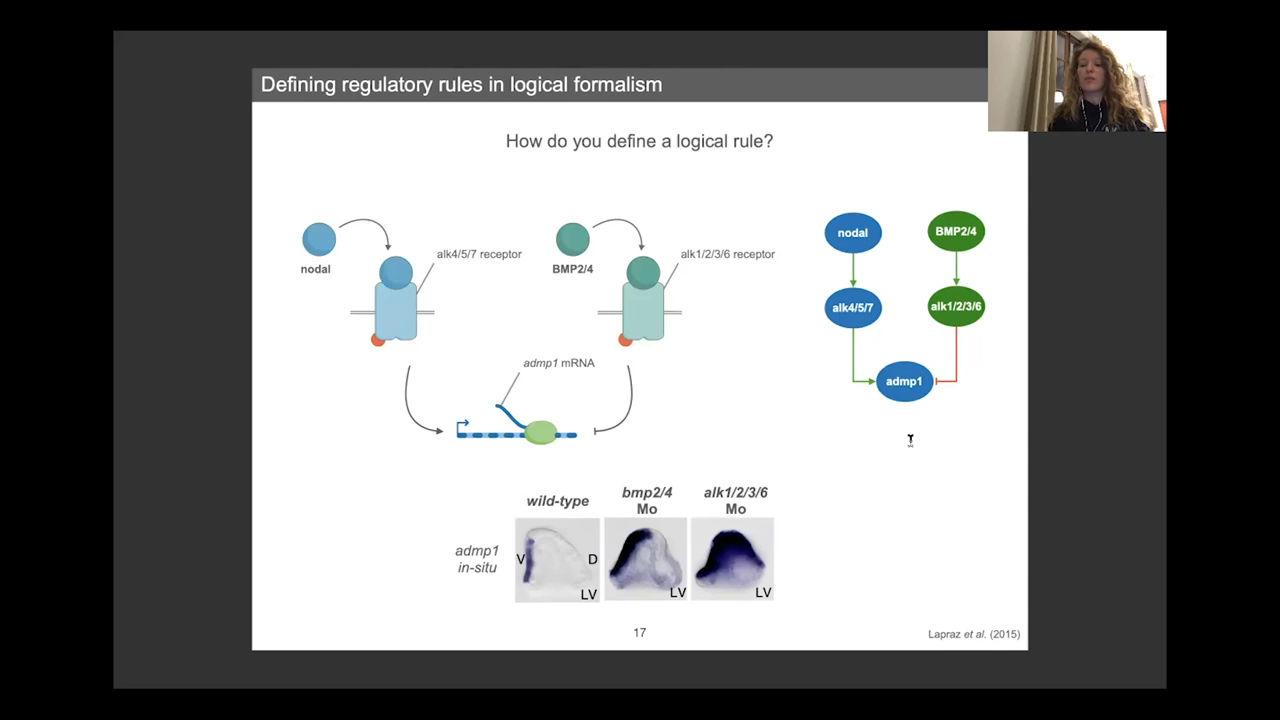 Defining regulatory rules in logical formalism
How do you define a logical rule?
nodal
alk4/5/7 receptor
BMP2/4
alk1/2/3/6 receptor
admp1 mRNA
nodal
BMP2/4
alk4/5/7
alk1/2/3/6
admp1
wild-type
bmp2/4
Mo
alk1/2/3/6
Mo
admp1
in-situ
V
D
LV
LV
LV
17
Lapraz et al. (2015)